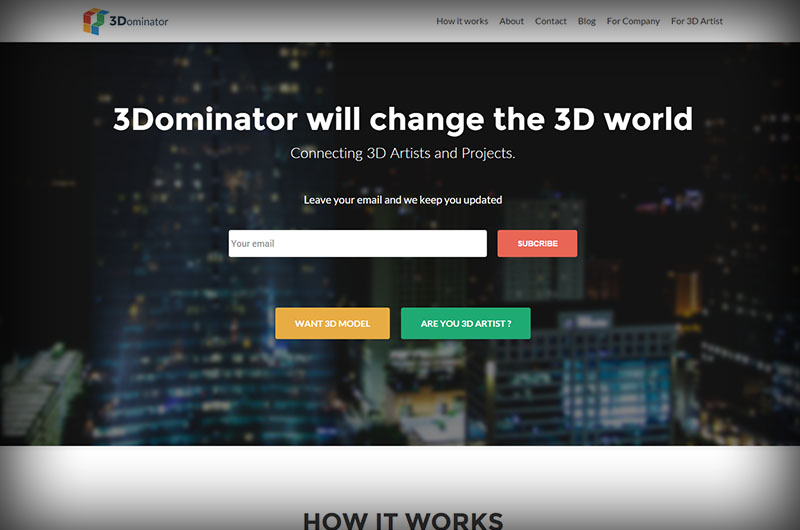 3Dominator
How it works About Contact Blog For Company For 3D Artist
3Dominator will change the 3D world
Connecting 3D Artists and Projects.
Leave your email and we keep you updated
Your email
SUBCRIBE
WANT 3D MODEL
ARE YOU 3D ARTIST ?
HOW IT WORKS